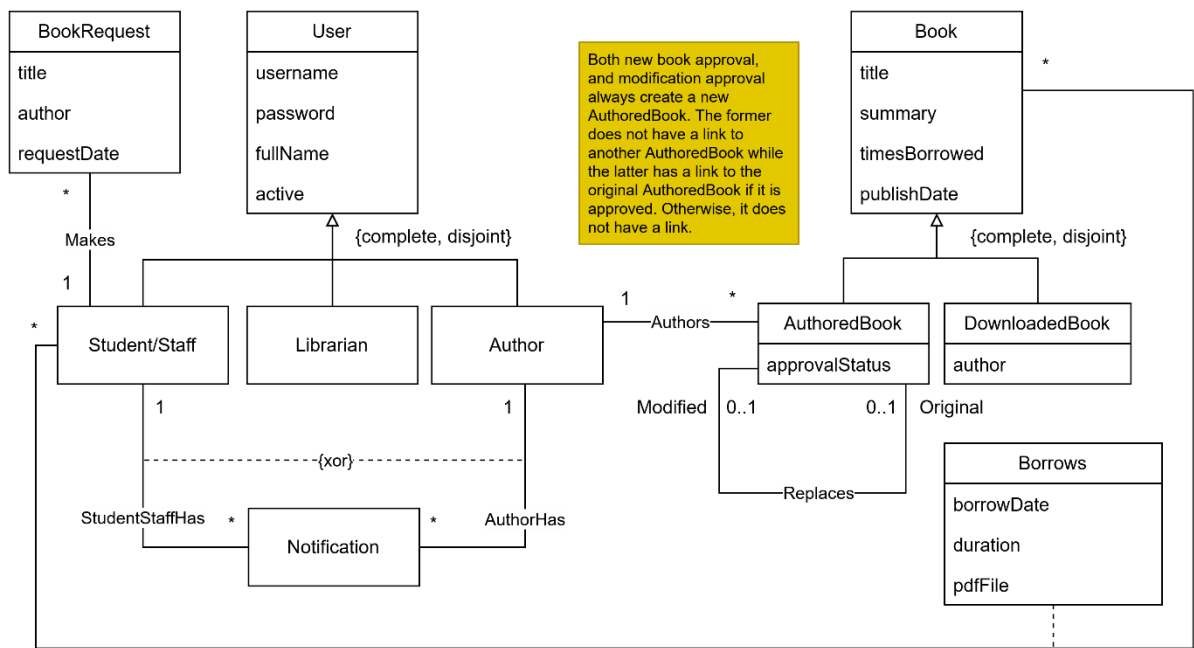 BookRequest
title
author
requestDate
*
Makes
1
User
username
password
fullName
active
{complete, disjoint}
Both new book approval,
and modification approval
always create a new
AuthoredBook. The former
does not have a link to
another AuthoredBook while
the latter has a link to the
original AuthoredBook if it is
approved. Otherwise, it does
not have a link.
Book
title
summary
timesBorrowed
publishDate
*
{complete, disjoint}
*
Student/Staff
Librarian
Author
1
Authors
*
AuthoredBook
approvalStatus
DownloadedBook
author
1
1
Modified
0..1
0..1
Original
{xor}
Replaces
StudentStaffHas
*
Notification
*
AuthorHas
Borrows
borrowDate
duration
pdfFile